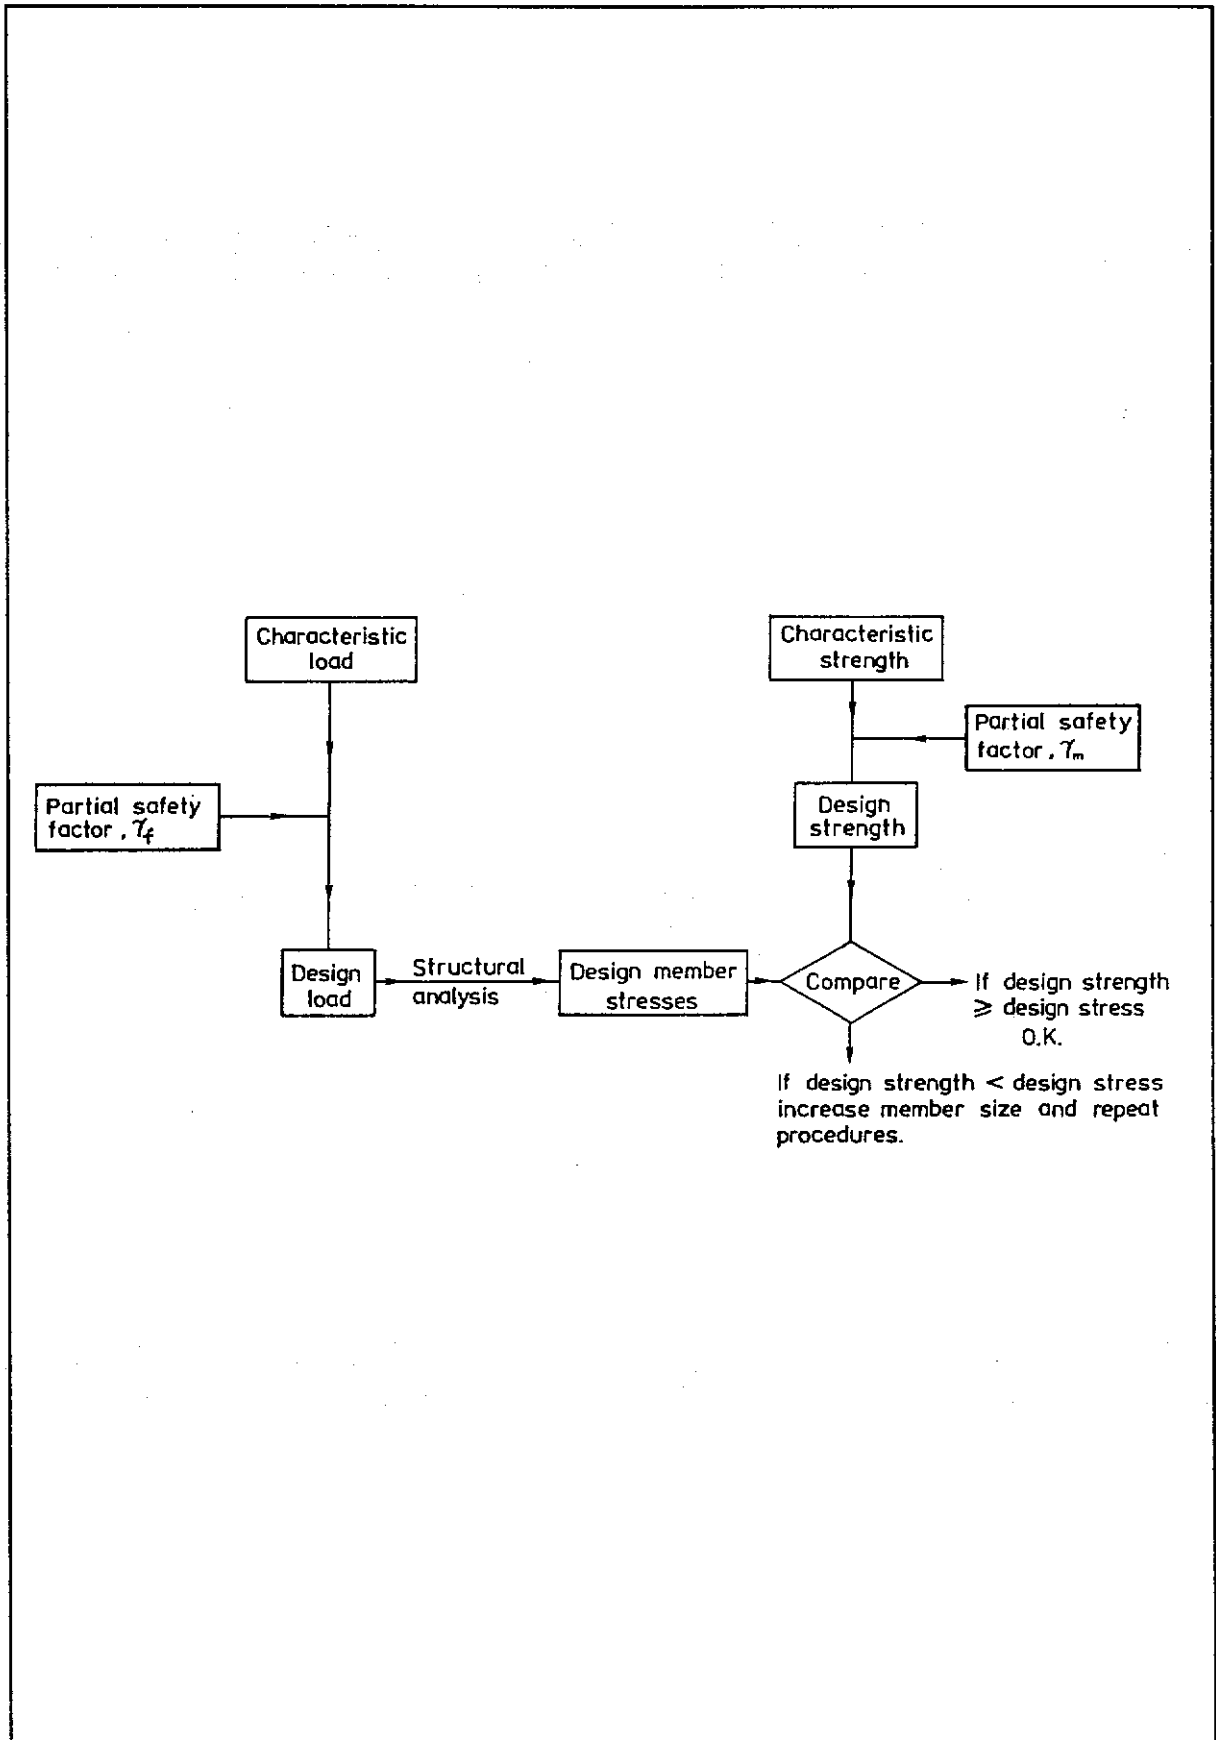 Characteristic
load
Characteristic
strength
Partial safety
factor, γm
Partial safety
factor, γf
Design
strength
Design
load
Structural
analysis
Design member
stresses
Compare
If design strength
≥ design stress
O.K.
If design strength < design stress
increase member size and repeat
procedures.